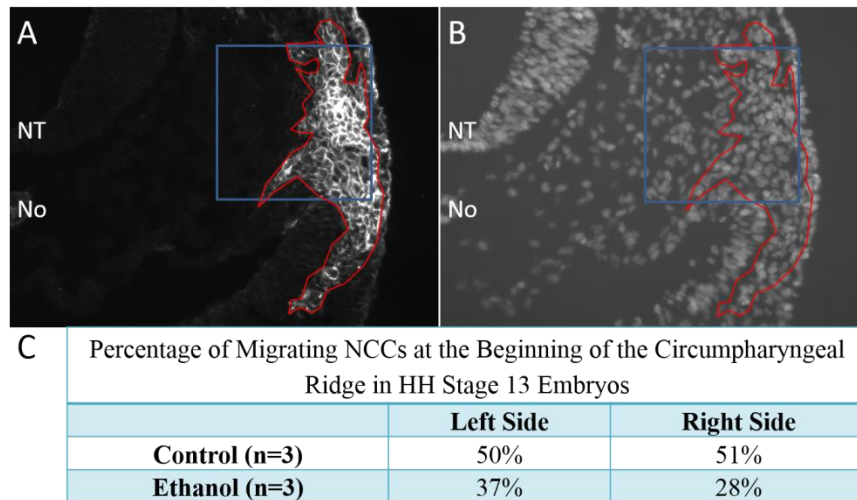 A
B
NT
NT
No
No
C
Percentage of Migrating NCCs at the Beginning of the Circumpharyngeal
Ridge in HH Stage 13 Embryos
Left Side Right Side
Control (n=3) 50% 51%
Ethanol (n=3) 37% 28%